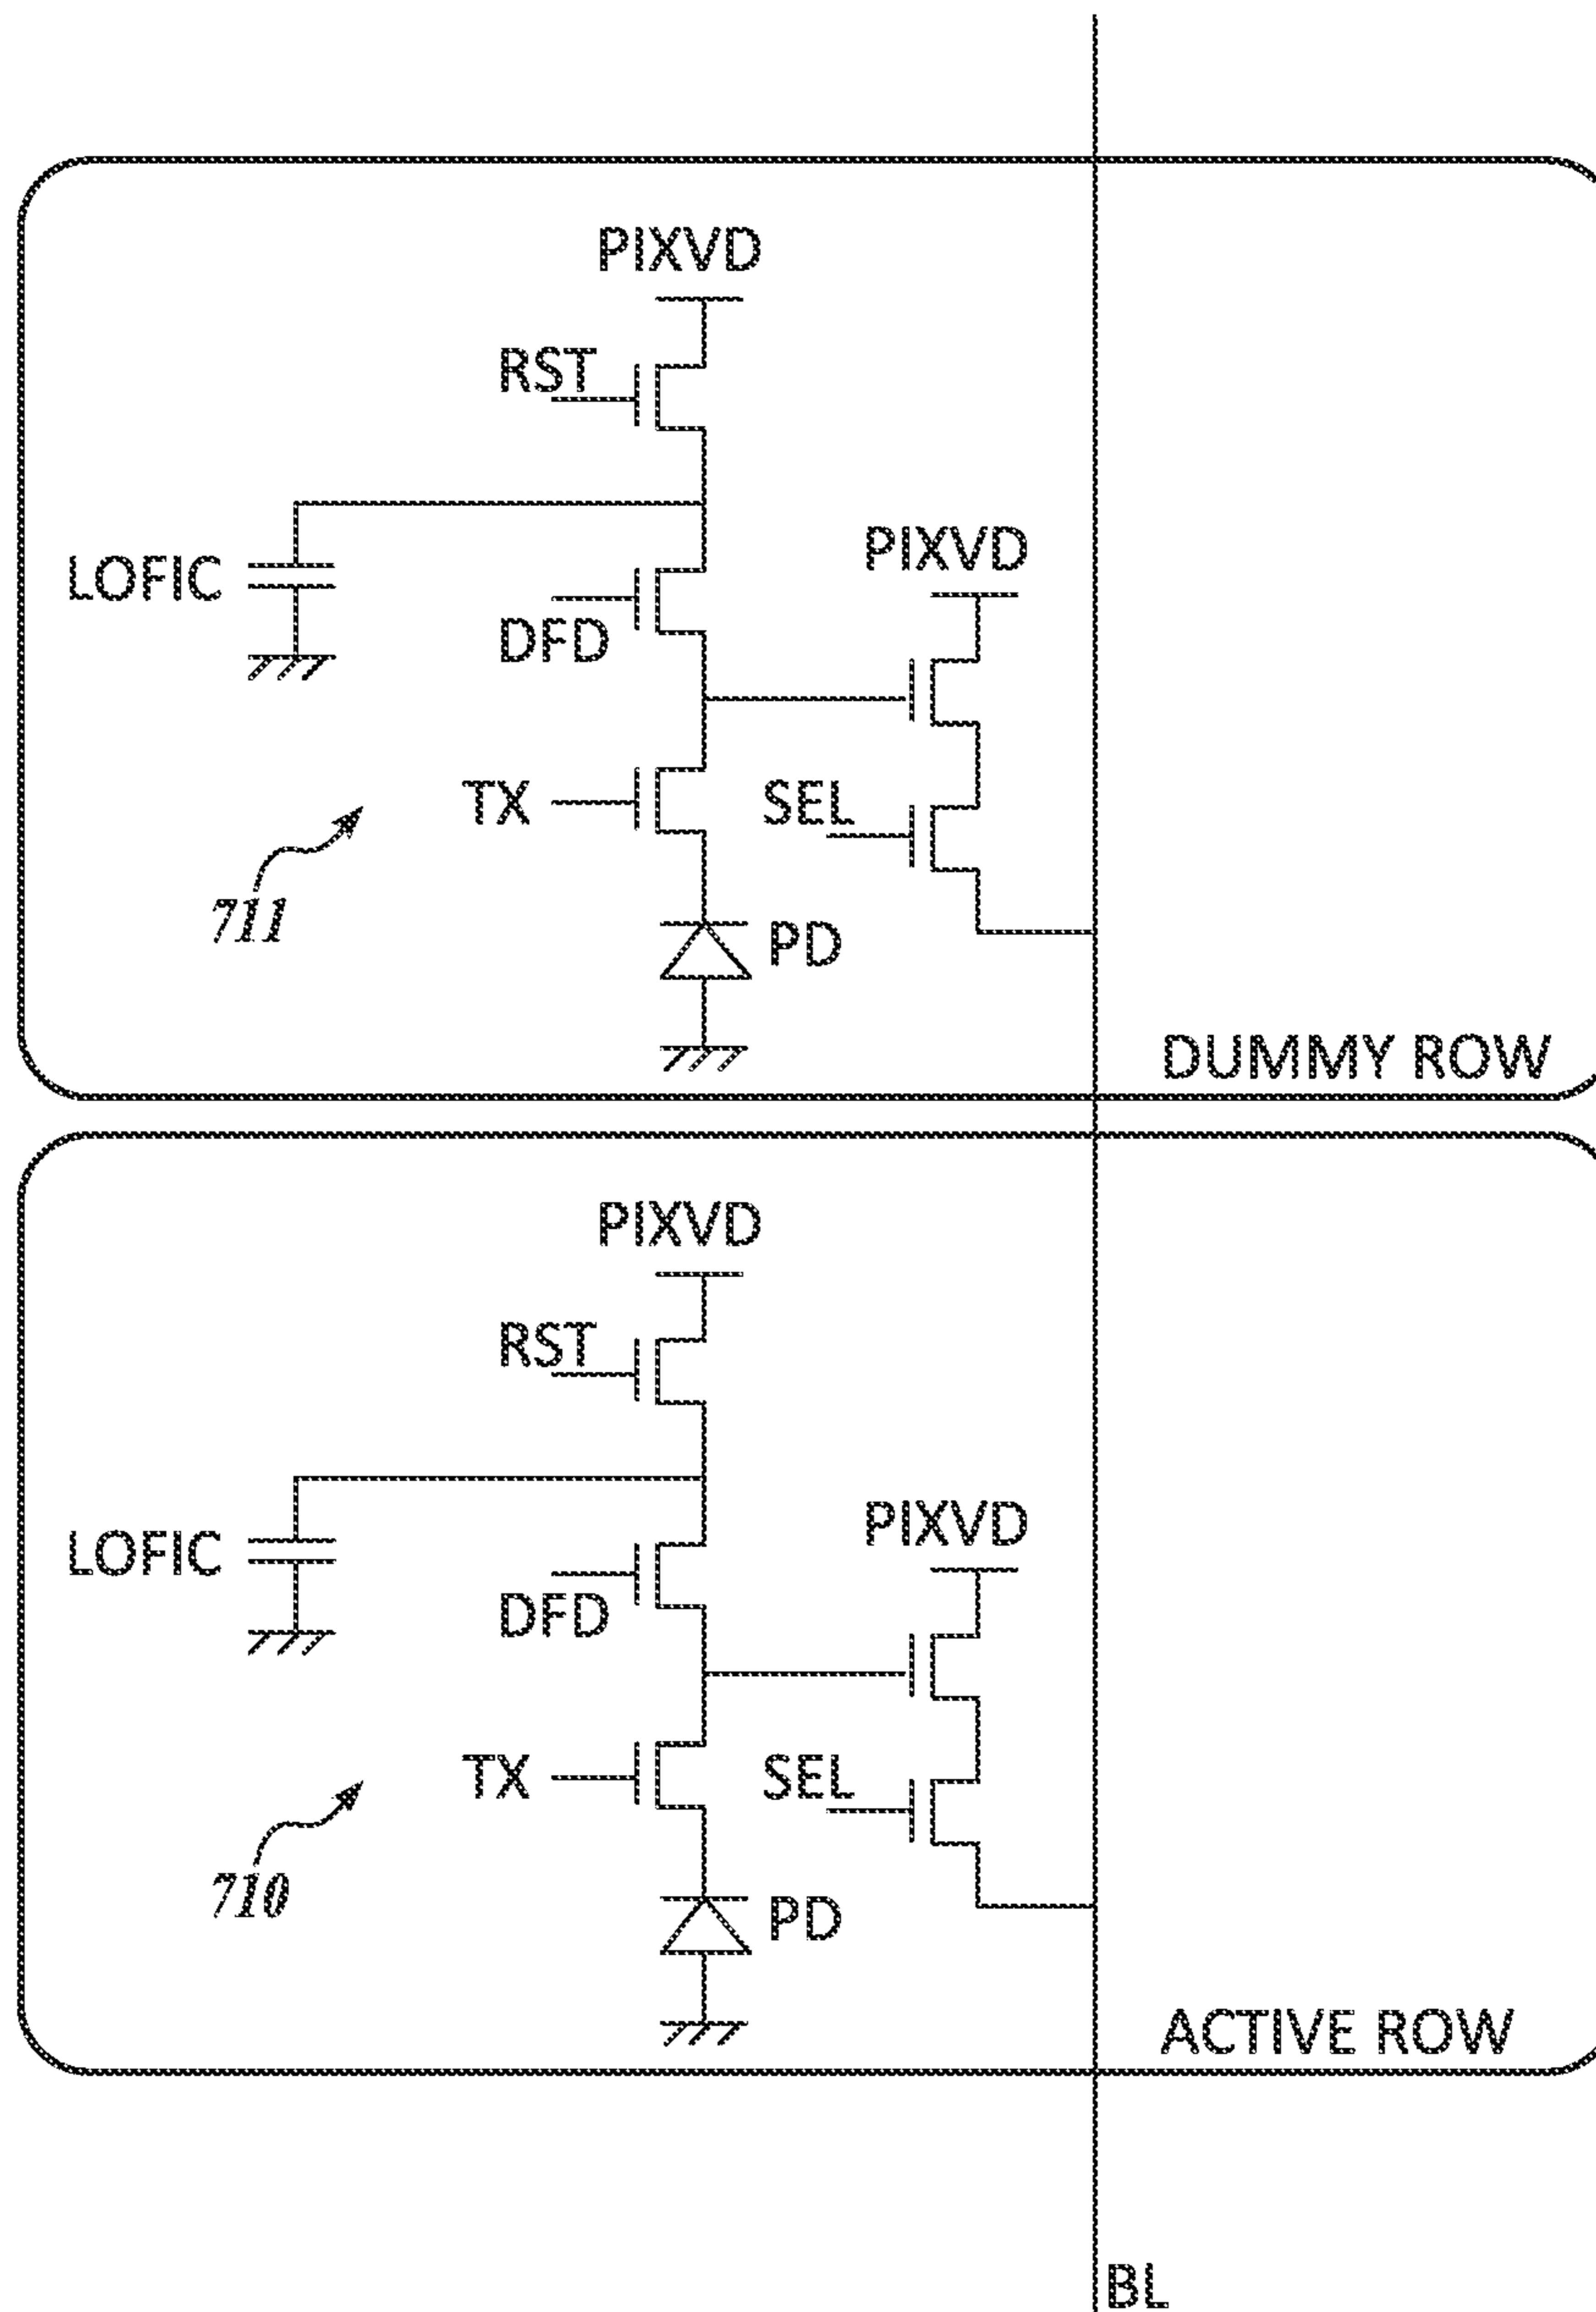 PIXVD
RST
PIXVD
LOFIC
DFD
TX
SEL
711
PD
DUMMY ROW
PIXVD
RST
PIXVD
LOFIC
DFD
TX
SEL
710
PD
ACTIVE ROW
BL